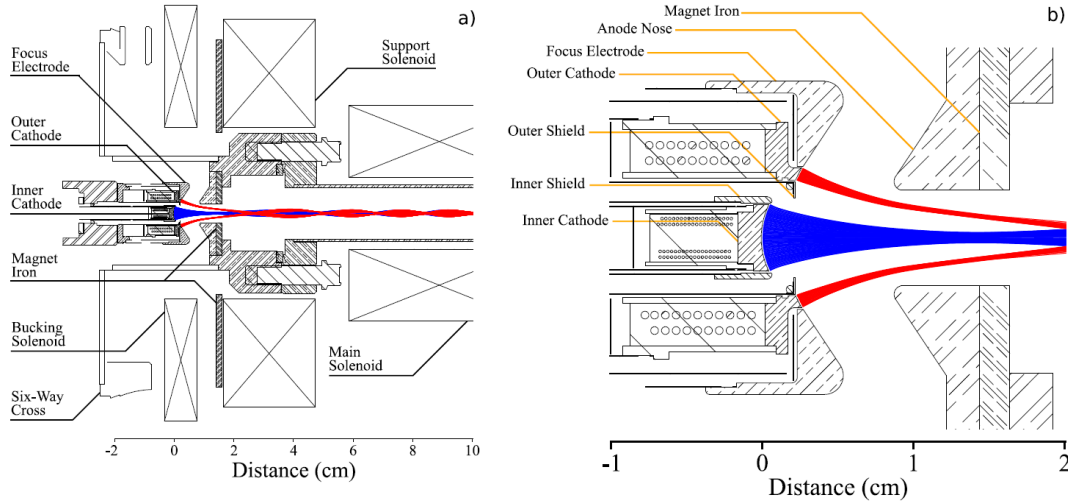 a)
Focus
Electrode
Outer
Cathode
Inner
Cathode
Magnet
Iron
Bucking
Solenoid
Six-Way
Cross
Support
Solenoid
Main
Solenoid
-2 0 2 4 6 8 10
Distance (cm)
b)
Magnet Iron
Anode Nose
Focus Electrode
Outer Cathode
Outer Shield
Inner Shield
Inner Cathode
-1 0 1 2
Distance (cm)